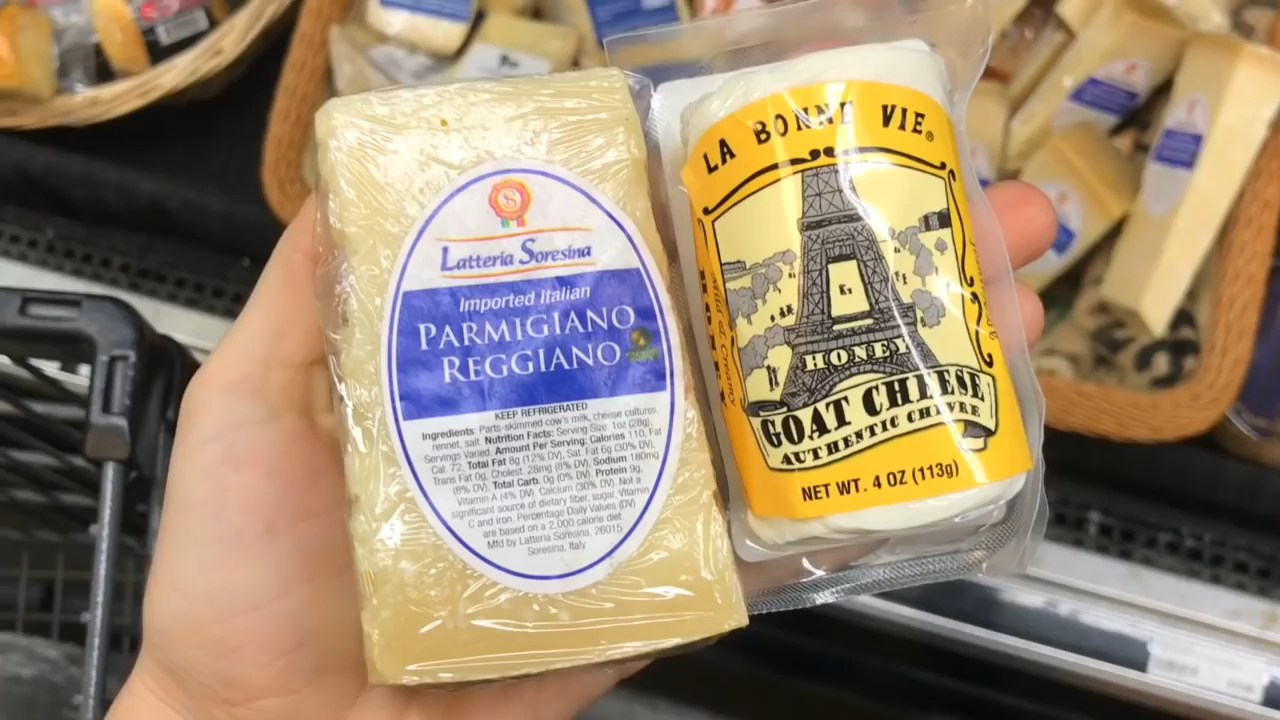 S
Latteria Soresina
Imported Italian
PARMIGIANO
REGGIANO
KEEP REFRIGERATED
Ingredients: Parts-skimmed cow's milk, cheese cultures,
rennet, salt. Nutrition Facts: Serving Size: 1oz (28g),
Servings Varied. Amount Per Serving: Calories 110, Fat
Cal. 72, Total Fat 8g (12% DV), Sat. Fat 6g (30% DV),
Trans Fat 0g, Cholest. 25mg (8% DV), Sodium 180mg
(8% DV), Total Carb. 0g (0% DV), Protein 9g,
Vitamin A (4% DV), Calcium (30% DV). Not a
significant source of dietary fiber, sugar, Vitamin
C and iron. Percentage Daily Values (DV)
are based on a 2,000 calorie diet.
Mfd by Latteria Soresina, 26015
Soresina, Italy
LA BONNE VIE®
HONEY
GOAT CHEESE
AUTHENTIC CHEVRE
NET WT. 4 OZ (113g)